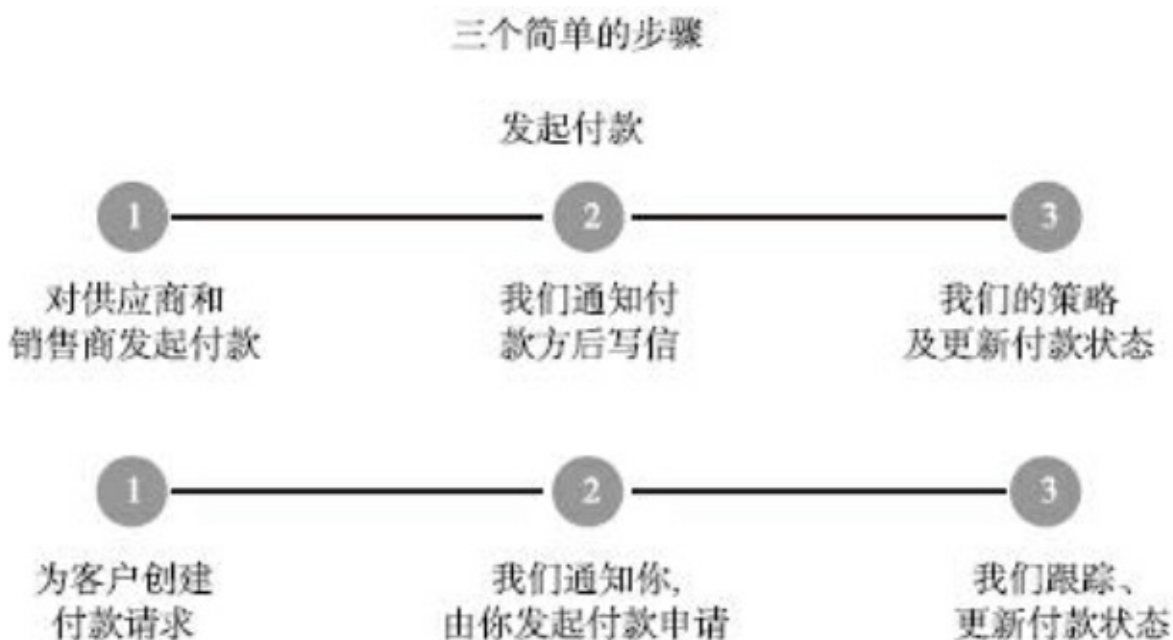 三个简单的步骤
发起付款
1 2 3
对供应商和 我们通知付 我们的策略
销售商发起付款 款方后写信 及更新付款状态
1 2 3
为客户创建 我们通知你, 我们跟踪、
付款请求 由你发起付款申请 更新付款状态